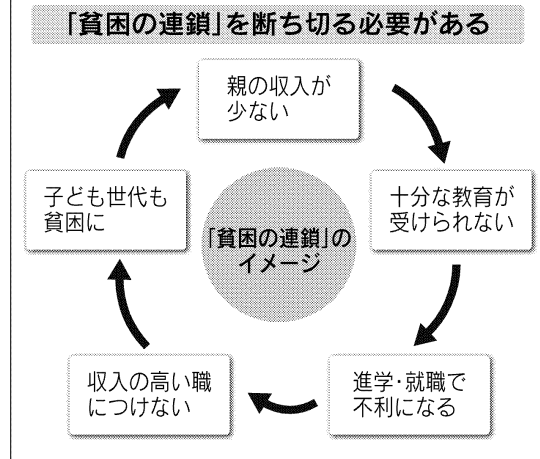 「貧困の連鎖」を断ち切る必要がある
親の収入が
少ない
十分な教育が
受けられない
進学・就職で
不利になる
収入の高い職
につけない
子ども世代も
貧困に
「貧困の連鎖」の
イメージ